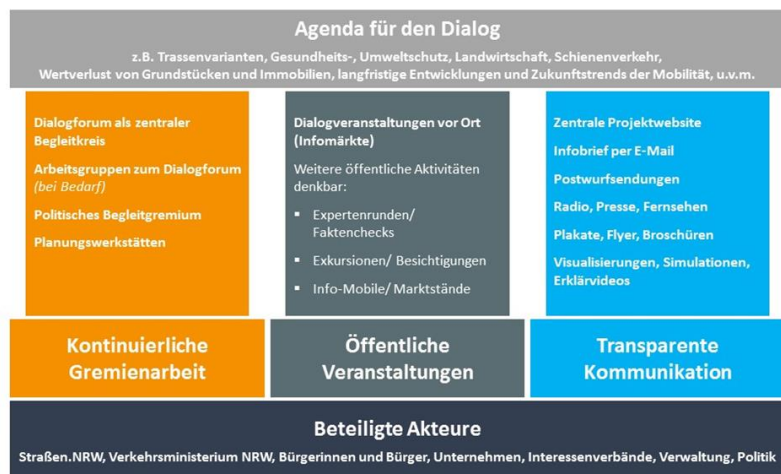 Agenda für den Dialog
z.B. Trassenvarianten, Gesundheits-, Umweltschutz, Landwirtschaft, Schienenverkehr,
Wertverlust von Grundstücken und Immobilien, langfristige Entwicklungen und Zukunftstrends der Mobilität, u.v.m.
Dialogforum als zentraler
Begleitkreis
Arbeitsgruppen zum Dialogforum
(bei Bedarf)
Politisches Begleitgremium
Planungswerkstätten
Kontinuierliche
Gremienarbeit
Dialogveranstaltungen vor Ort
(Infomärkte)
Weitere öffentliche Aktivitäten
denkbar:
▪ Expertenrunden/
Faktenchecks
▪ Exkursionen/ Besichtigungen
▪ Info-Mobile/ Marktstände
Öffentliche
Veranstaltungen
Zentrale Projektwebsite
Infobrief per E-Mail
Postwurfsendungen
Radio, Presse, Fernsehen
Plakate, Flyer, Broschüren
Visualisierungen, Simulationen,
Erklärvideos
Transparente
Kommunikation
Beteiligte Akteure
Straßen.NRW, Verkehrsministerium NRW, Bürgerinnen und Bürger, Unternehmen, Interessenverbände, Verwaltung, Politik